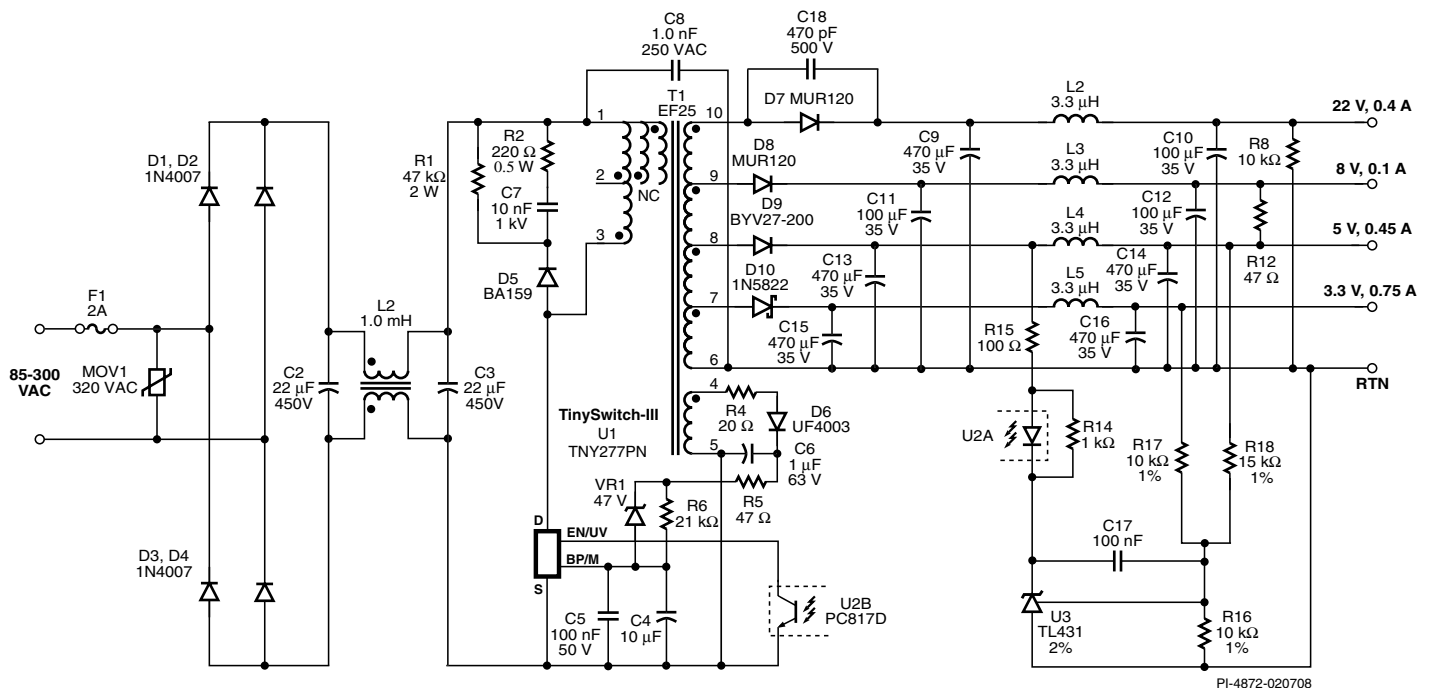 C8
1.0 nF
250 VAC
C18
470 pF
500 V
D7 MUR120
T1
EF25
1
2
3
NC
10
9
8
7
6
4
5
R1
47 kΩ
2 W
R2
220 Ω
0.5 W
C7
10 nF
1 kV
D5
BA159
D1, D2
1N4007
D8
MUR120
D9
BYV27-200
D10
1N5822
C9
470 μF
35 V
C11
100 μF
35 V
C13
470 μF
35 V
C15
470 μF
35 V
L2
3.3 μH
L3
3.3 μH
L4
3.3 μH
L5
3.3 μH
C10
100 μF
35 V
C12
100 μF
35 V
C14
470 μF
35 V
C16
470 μF
35 V
R8
10 kΩ
R12
47 Ω
22 V, 0.4 A
8 V, 0.1 A
5 V, 0.45 A
3.3 V, 0.75 A
RTN
F1
2A
85-300
VAC
MOV1
320 VAC
C2
22 μF
450V
L2
1.0 mH
C3
22 μF
450V
TinySwitch-III
U1
TNY277PN
R4
20 Ω
D6
UF4003
C6
1 μF
63 V
R15
100 Ω
U2A
R14
1 kΩ
R17
10 kΩ
1%
R18
15 kΩ
1%
VR1
47 V
R6
21 kΩ
R5
47 Ω
D
EN/UV
BP/M
S
D3, D4
1N4007
C5
100 nF
50 V
C4
10 μF
U2B
PC817D
C17
100 nF
U3
TL431
2%
R16
10 kΩ
1%
PI-4872-020708